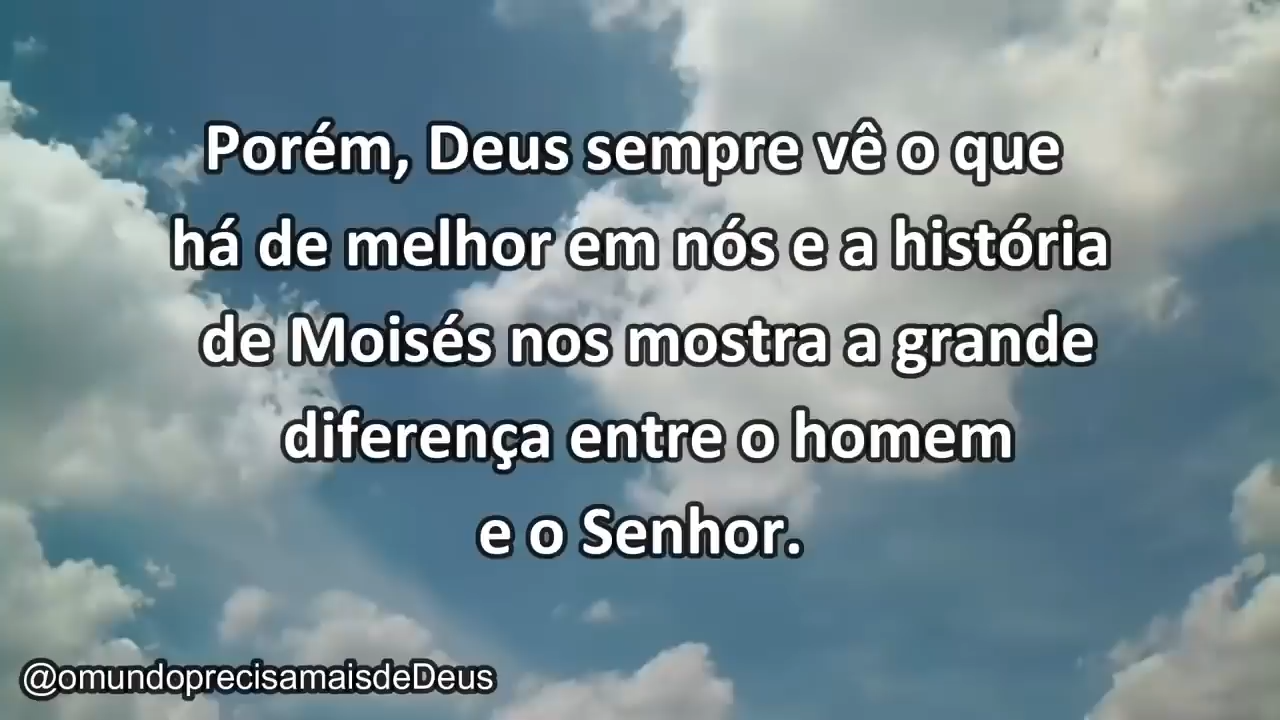 Porém, Deus sempre vê o que
há de melhor em nós e a história
de Moisés nos mostra a grande
diferença entre o homem
e o Senhor.
@omundoprecisamaisdeDeus